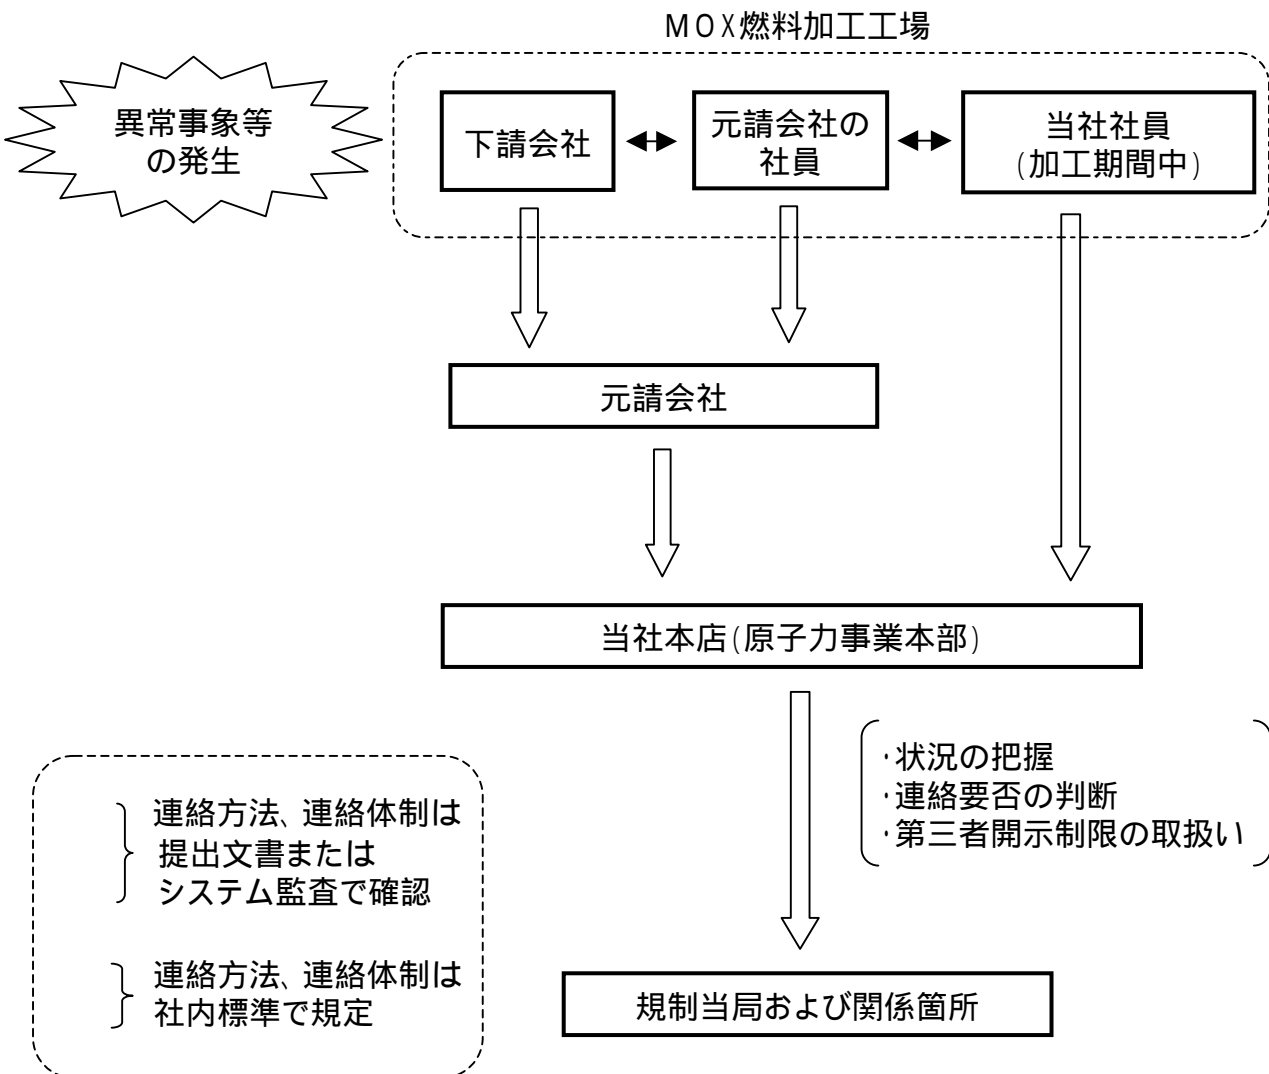 MOX燃料加工工場
異常事象等
の発生
下請会社
元請会社の
社員
当社社員
(加工期間中)
元請会社
当社本店(原子力事業本部)
・状況の把握
・連絡要否の判断
・第三者開示制限の取扱い
連絡方法、連絡体制は
提出文書または
システム監査で確認
連絡方法、連絡体制は
社内標準で規定
規制当局および関係箇所